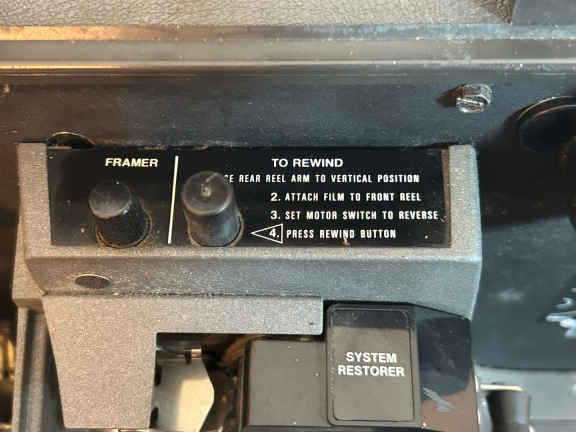 FRAMER
TO REWIND
REAR REEL ARM TO VERTICAL POSITION
2. ATTACH FILM TO FRONT REEL
3. SET MOTOR SWITCH TO REVERSE
4. PRESS REWIND BUTTON
SYSTEM
RESTORER